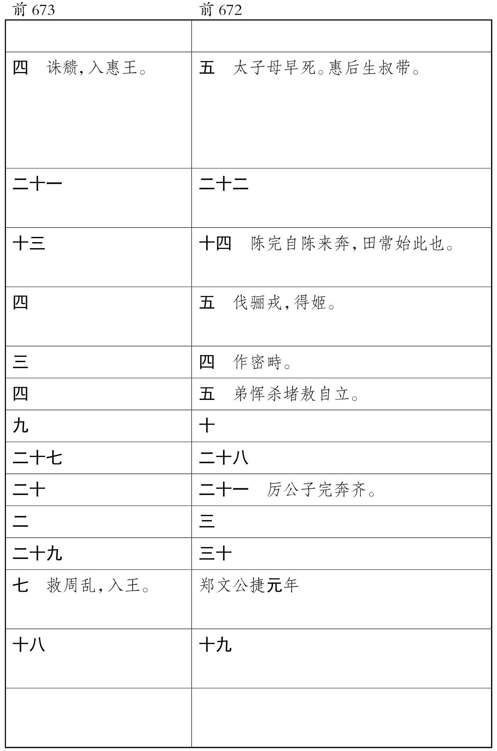 前 673 前 672
四 诛穨，入惠王。 五 太子母早死。惠后生叔带。
二十一 二十二
十三 十四 陈完自陈来奔，田常始此也。
四 五 伐骊戎，得姬。
三 四 作密畤。
四 五 弟恽杀堵敖自立。
九 十
二十七 二十八
二十 二十一 厉公子完奔齐。
二 三
二十九 三十
七 救周乱，入王。 郑文公捷元年
十八 十九